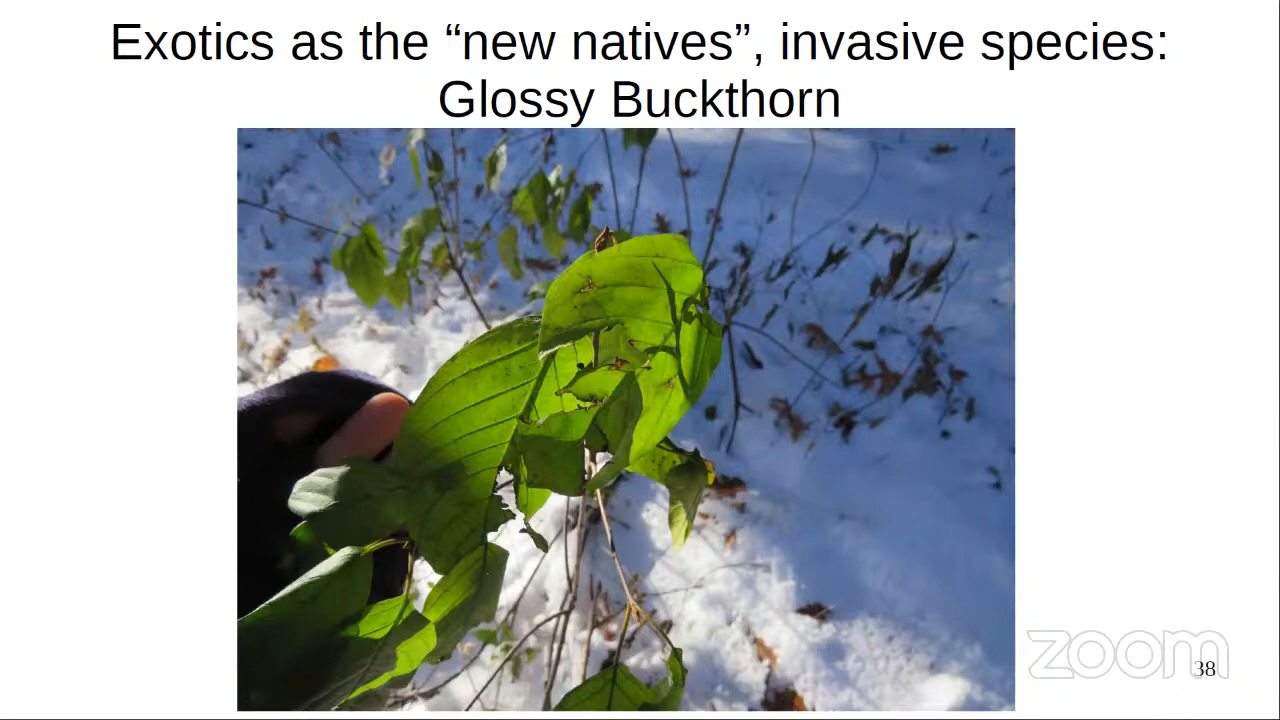 Exotics as the “new natives”, invasive species:
Glossy Buckthorn
zoom
38